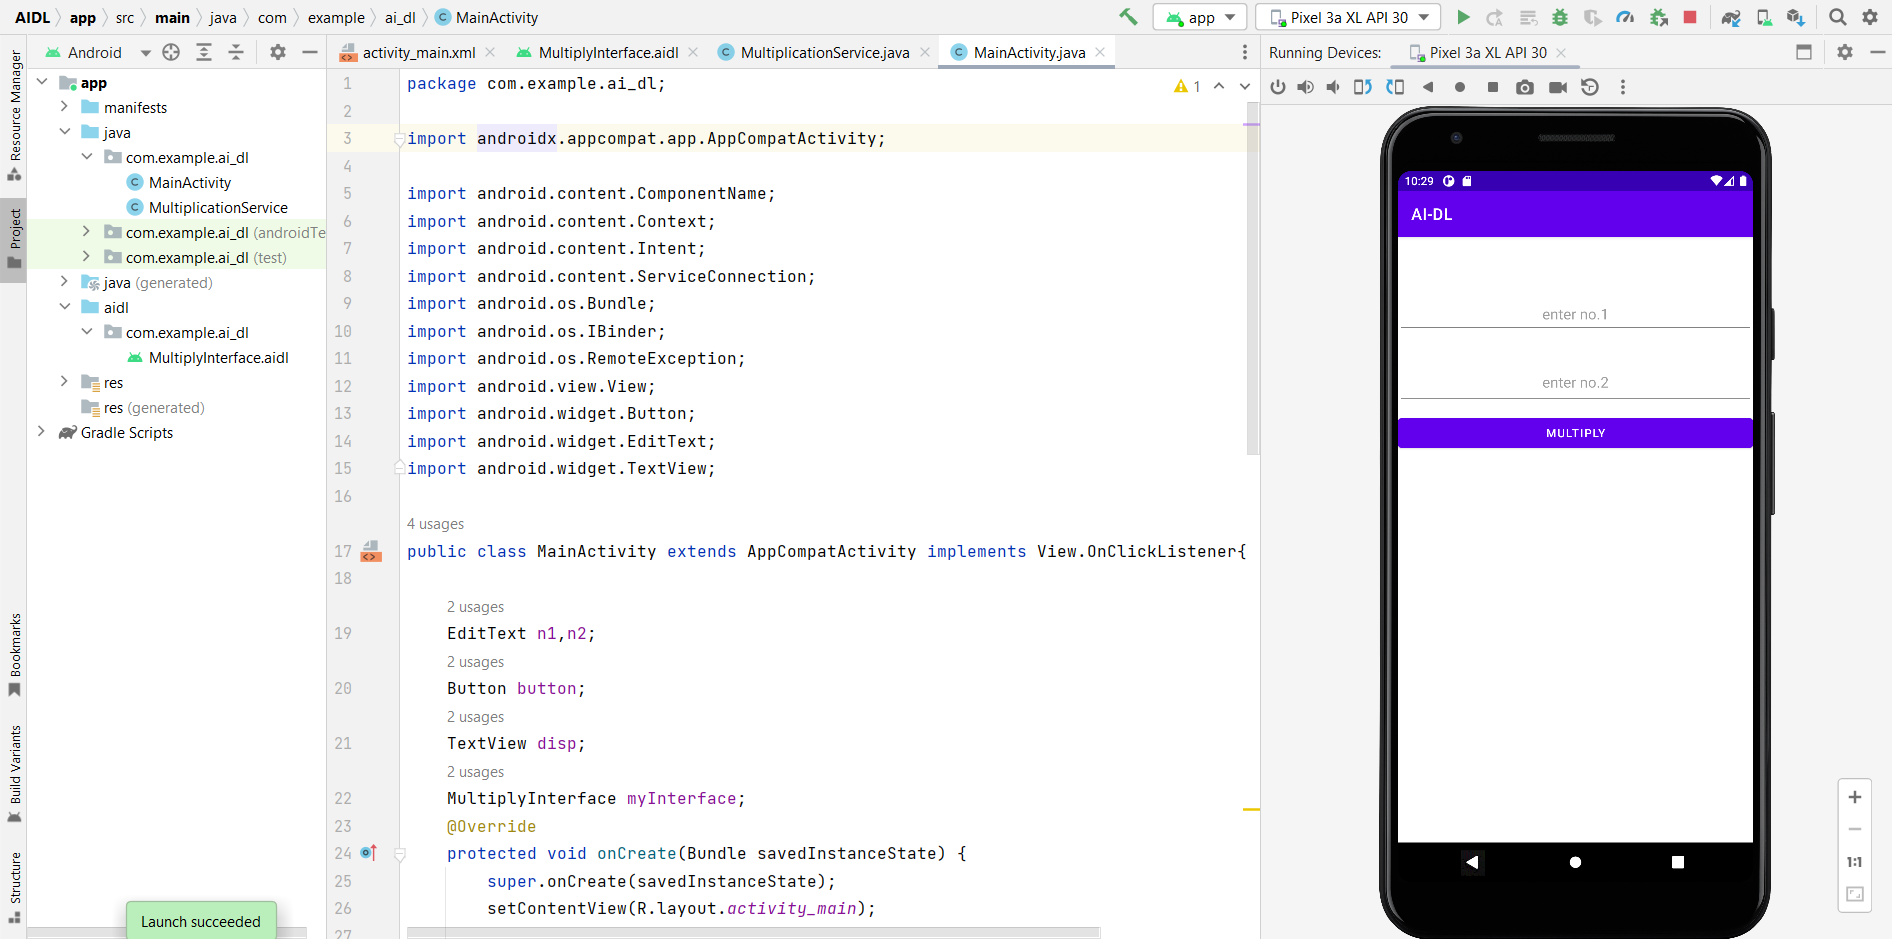 AIDL app src main java com example ai_dl MainActivity
app
Pixel 3a XL API 30
Android
activity_main.xml
MultiplyInterface.aidl
MultiplicationService.java
MainActivity.java
Running Devices:
Pixel 3a XL API 30
Resource Manager
Project
Bookmarks
Build Variants
Structure
app
manifests
java
com.example.ai_dl
MainActivity
MultiplicationService
com.example.ai_dl (androidTe
com.example.ai_dl (test)
java (generated)
aidl
com.example.ai_dl
MultiplyInterface.aidl
res
res (generated)
Gradle Scripts
Launch succeeded
1
1 package com.example.ai_dl;
2
3 import androidx.appcompat.app.AppCompatActivity;
4
5 import android.content.ComponentName;
6 import android.content.Context;
7 import android.content.Intent;
8 import android.content.ServiceConnection;
9 import android.os.Bundle;
10 import android.os.IBinder;
11 import android.os.RemoteException;
12 import android.view.View;
13 import android.widget.Button;
14 import android.widget.EditText;
15 import android.widget.TextView;
16
4 usages
17 public class MainActivity extends AppCompatActivity implements View.OnClickListener{
18
2 usages
19 EditText n1,n2;
2 usages
20 Button button;
2 usages
21 TextView disp;
2 usages
22 MultiplyInterface myInterface;
23 @Override
24 protected void onCreate(Bundle savedInstanceState) {
25 super.onCreate(savedInstanceState);
26 setContentView(R.layout.activity_main);
27
10:29
AI-DL
enter no.1
enter no.2
MULTIPLY
1:1